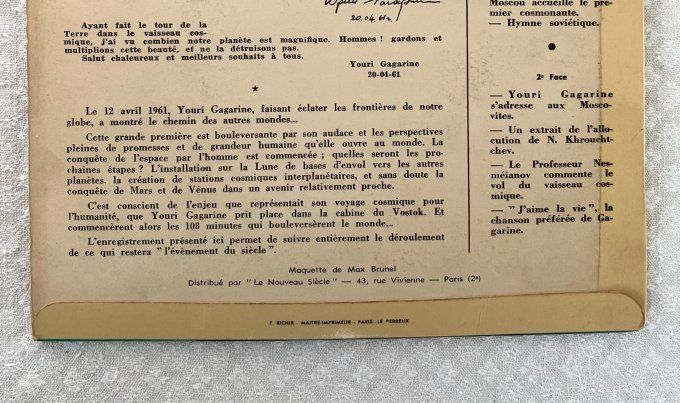 20.04.61 г.
Ayant fait le tour de la
Terre dans le vaisseau cos-
mique, j'ai vu combien notre planète est magnifique. Hommes ! gardons et
multiplions cette beauté, et ne la détruisons pas.
Salut chaleureux et meilleurs souhaits à tous.
Youri Gagarine
20-04-61
★
Le 12 avril 1961, Youri Gagarine, faisant éclater les frontières de notre
globe, a montré le chemin des autres mondes...
Cette grande première est bouleversante par son audace et les perspectives
pleines de promesses et de grandeur humaine qu'elle ouvre au monde. La
conquête de l'espace par l'homme est commencée ; quelles seront les pro-
chaines étapes ? L'installation sur la Lune de bases d'envol vers les autres
planètes. la création de stations cosmiques interplanétaires, et sans doute la
conquête de Mars et de Vénus dans un avenir relativement proche.
C'est conscient de l'enjeu que représentait son voyage cosmique pour
l'humanité, que Youri Gagarine prit place dans la cabine du Vostok. Et
commencèrent alors les 108 minutes qui bouleversèrent le monde...
L'enregistrement présenté ici permet de suivre entièrement le déroulement
de ce qui restera "l'évènement du siècle".
Maquette de Max Brunel
Distribué par "Le Nouveau Siècle" — 43, rue Vivienne — Paris (2e)
F. RICHIR - MAITRE-IMPRIMEUR - PARIS-LE PERREUX
Moscou accueille le pre-
mier cosmonaute.
— Hymne soviétique.
●
2e Face
— Youri Gagarine
s'adresse aux Mosco-
vites.
— Un extrait de l'allo-
cution de N. Khroucht-
chev.
— Le Professeur Nes-
méianov commente le
vol du vaisseau cos-
mique.
— "J'aime la vie", la
chanson préférée de Ga-
garine.